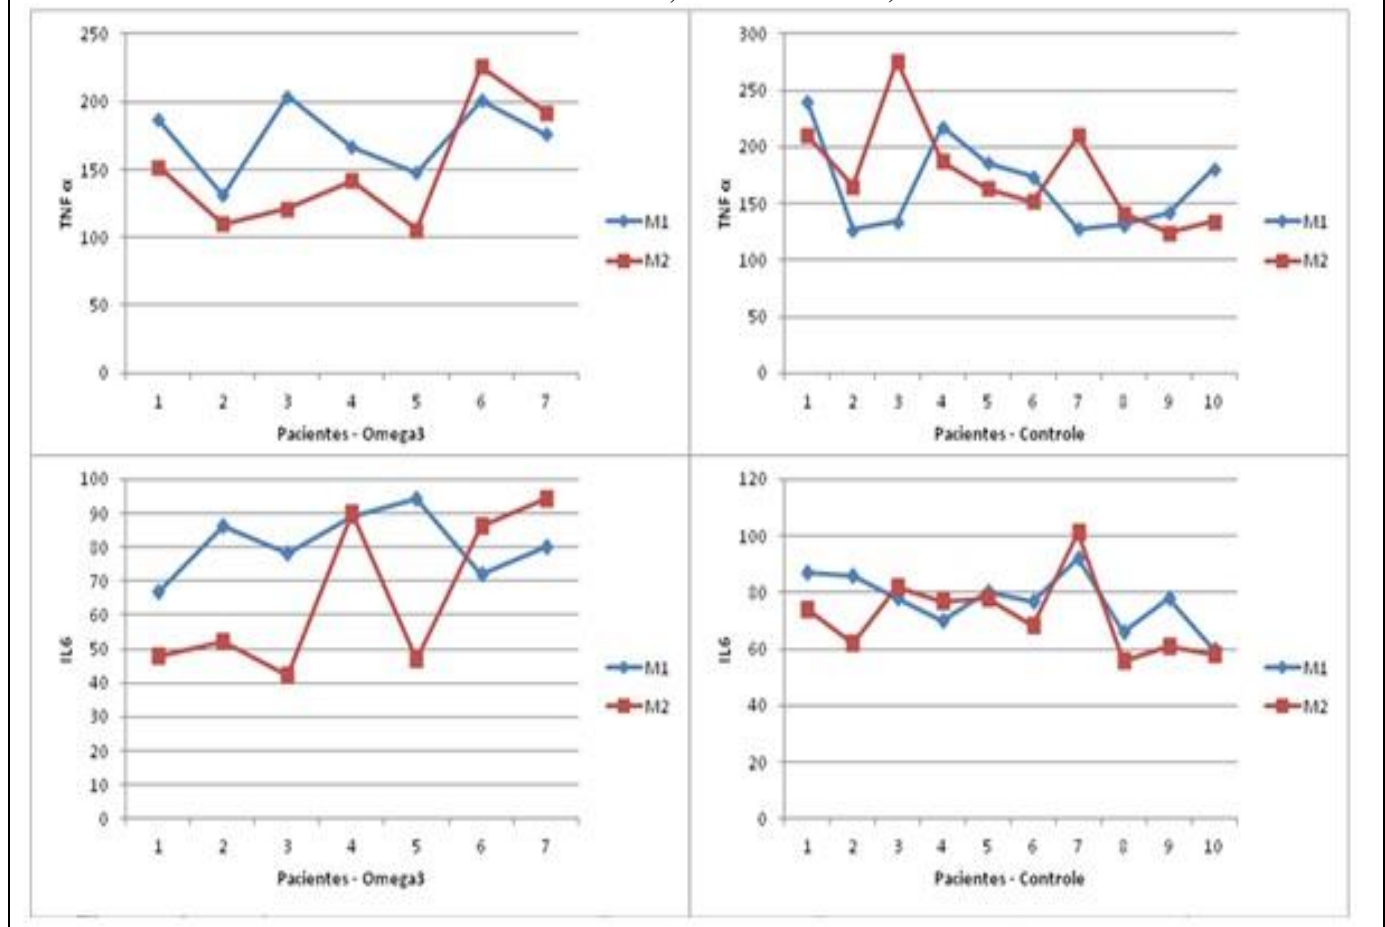 250
200
150
100
50
0
TNF α
1 2 3 4 5 6 7
Pacientes - Omega3
M1
M2
300
250
200
150
100
50
0
TNF α
1 2 3 4 5 6 7 8 9 10
Pacientes - Controle
M1
M2
100
90
80
70
60
50
40
30
20
10
0
IL6
1 2 3 4 5 6 7
Pacientes - Omega3
M1
M2
120
100
80
60
40
20
0
IL6
1 2 3 4 5 6 7 8 9 10
Pacientes - Controle
M1
M2